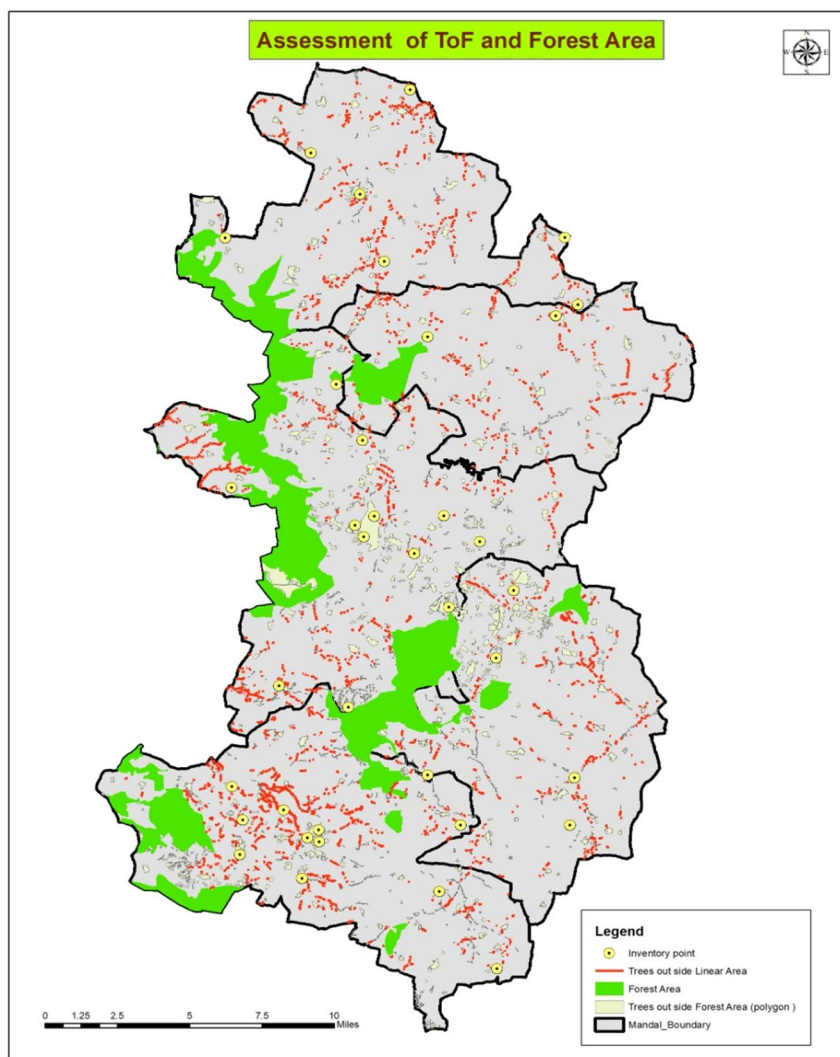 Assessment of ToF and Forest Area
N
W E
S
Legend
Inventory point
Trees out side Linear Area
Forest Area
Trees out side Forest Area (polygon )
Mandal_Boundary
0 1.25 2.5 5 7.5 10
Miles